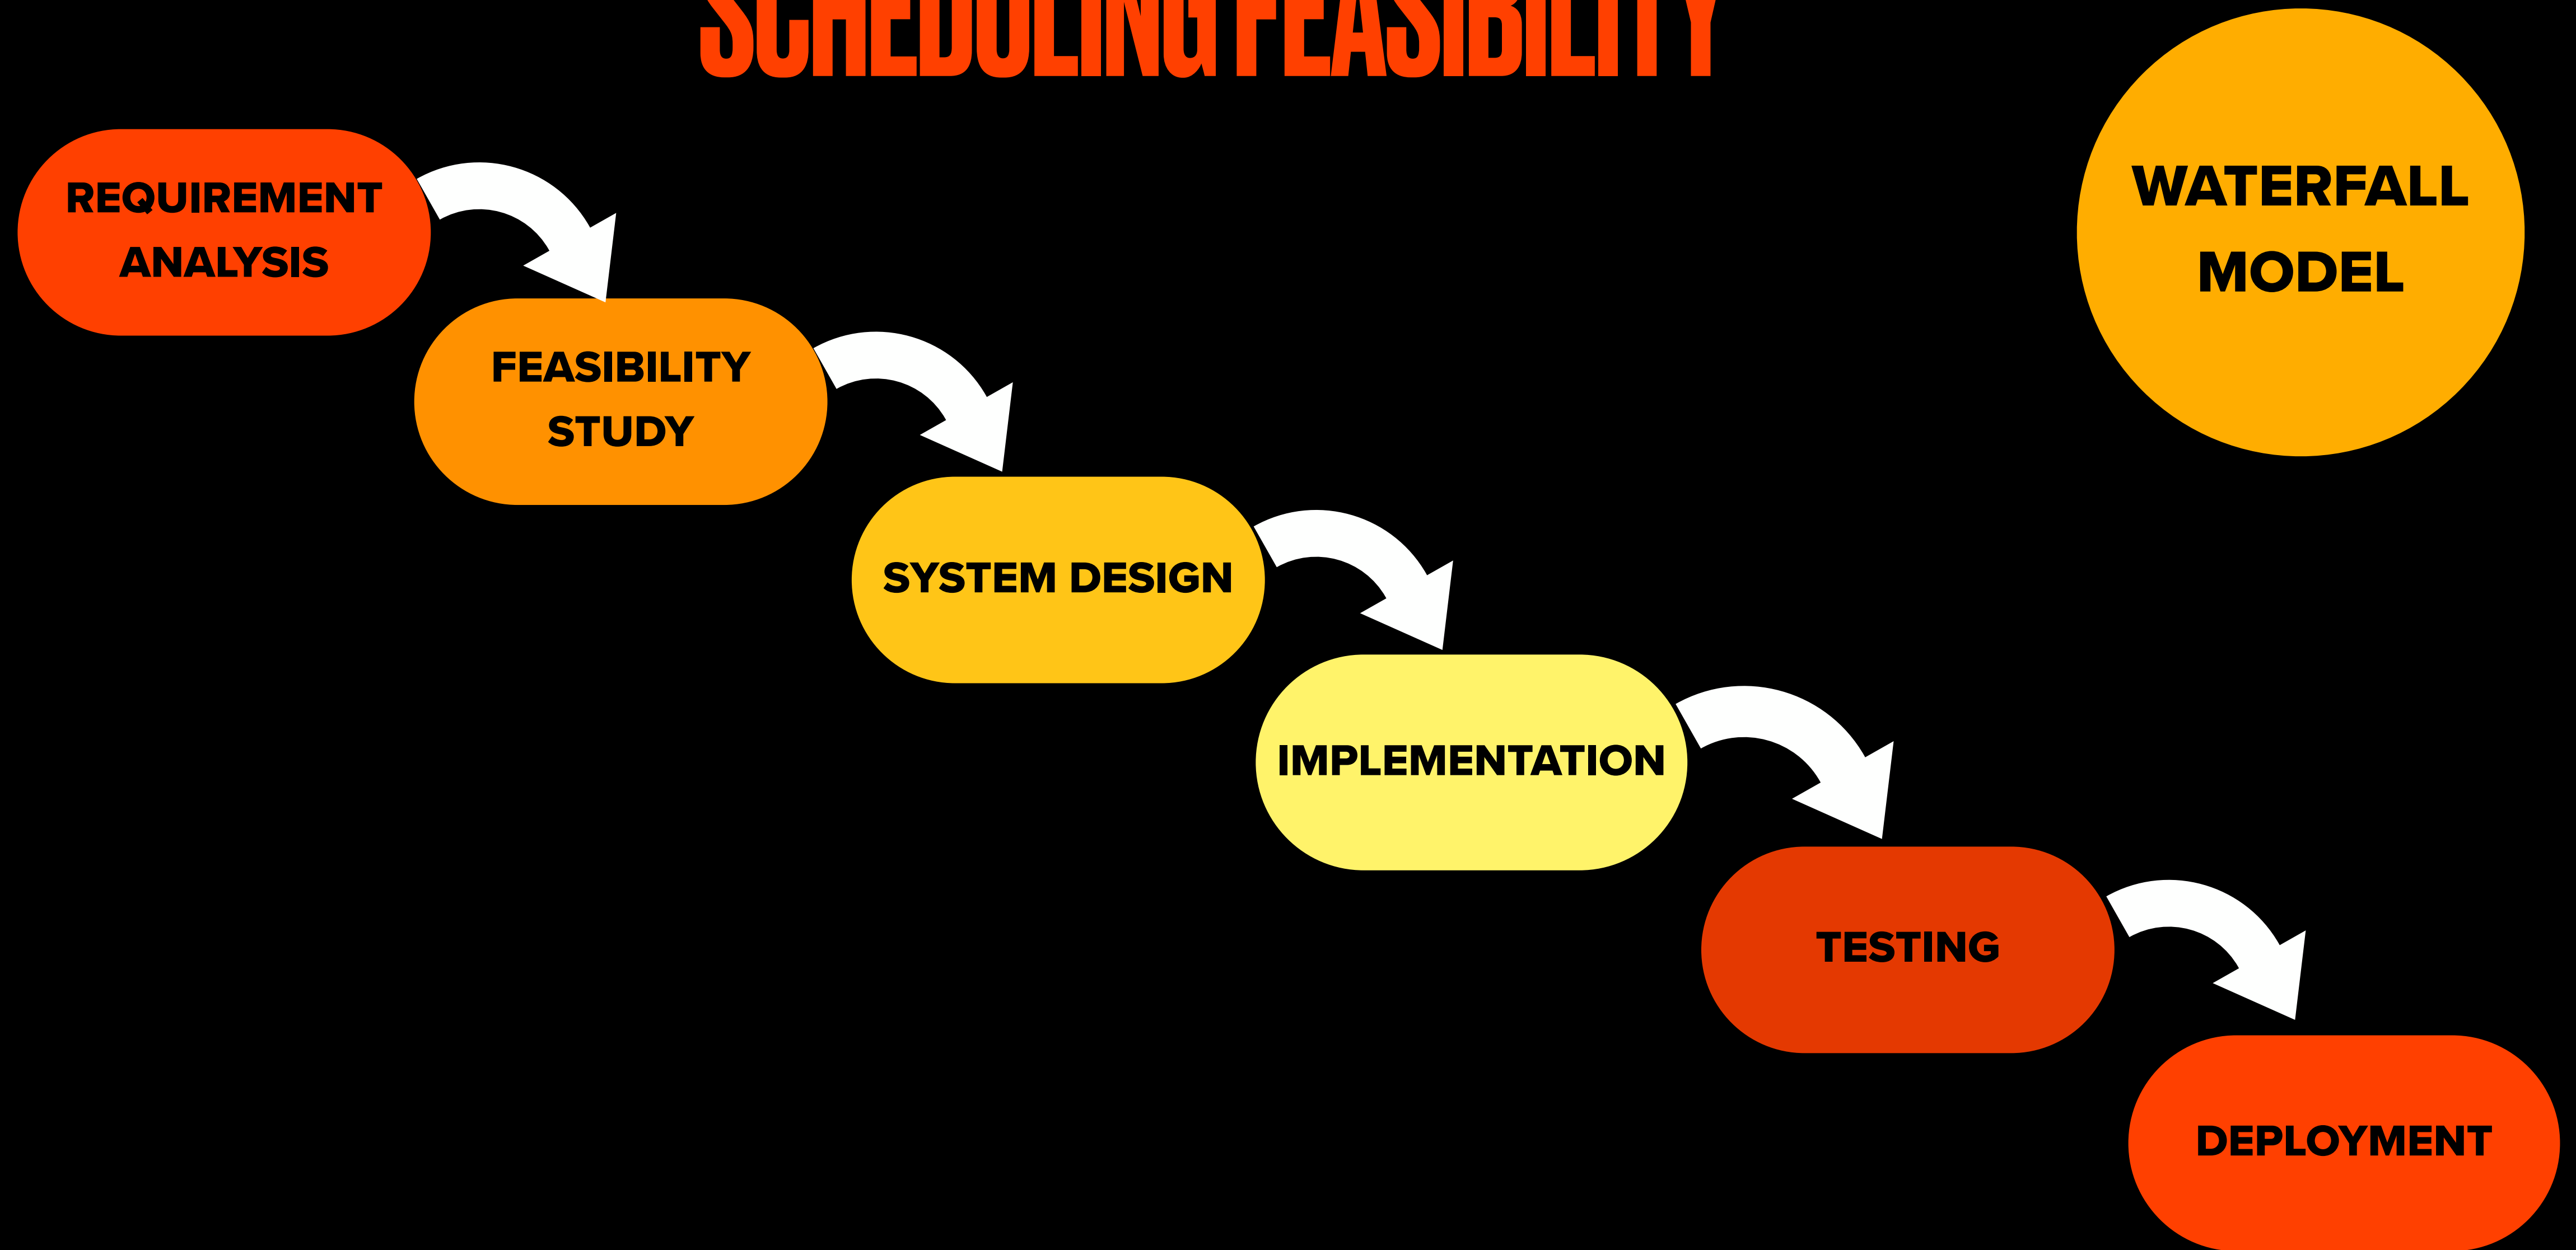 SCHEDULING FEASIBILITY
WATERFALL
MODEL
REQUIREMENT
ANALYSIS
FEASIBILITY
STUDY
SYSTEM DESIGN
IMPLEMENTATION
TESTING
DEPLOYMENT